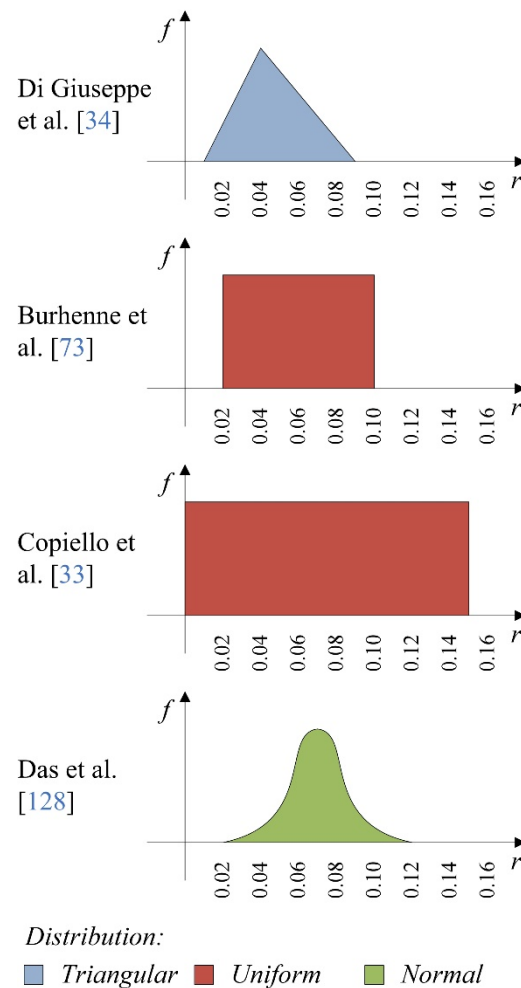 f
Di Giuseppe
et al. [34]
0.02 0.04 0.06 0.08 0.10 0.12 0.14 0.16
r
f
Burhenne et
al. [73]
0.02 0.04 0.06 0.08 0.10 0.12 0.14 0.16
r
f
Copiello et
al. [33]
0.02 0.04 0.06 0.08 0.10 0.12 0.14 0.16
r
f
Das et al.
[128]
0.02 0.04 0.06 0.08 0.10 0.12 0.14 0.16
r
Distribution:
Triangular Uniform Normal